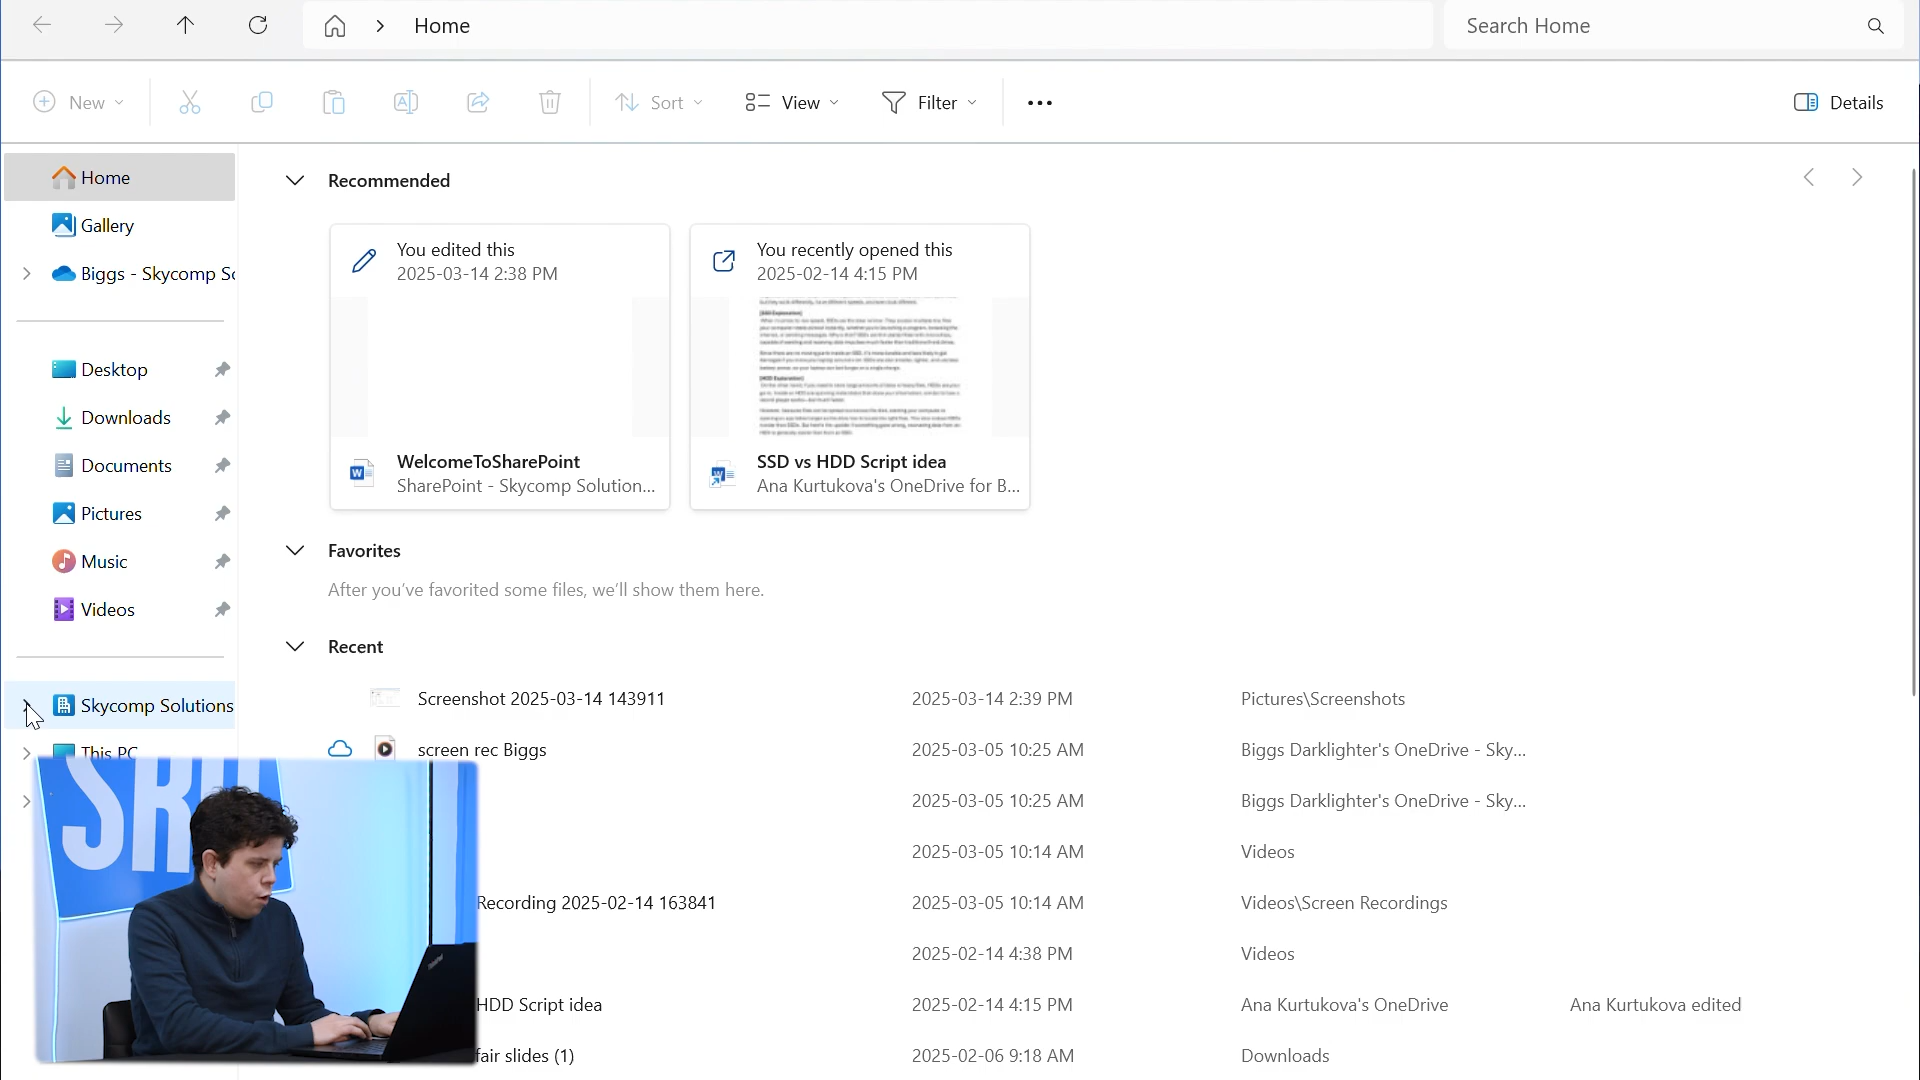 Home
Search Home
New
Sort
View
Filter
Details
Home
Gallery
Biggs - Skycomp So
Desktop
Downloads
Documents
Pictures
Music
Videos
Skycomp Solutions
This PC
Recommended
You edited this
2025-03-14 2:38 PM
WelcomeToSharePoint
SharePoint - Skycomp Solution...
You recently opened this
2025-02-14 4:15 PM
[SSD Explanation]
[HDD Explanation]
SSD vs HDD Script idea
Ana Kurtukova's OneDrive for B...
Favorites
After you've favorited some files, we'll show them here.
Recent
Screenshot 2025-03-14 143911 2025-03-14 2:39 PM Pictures\Screenshots
screen rec Biggs 2025-03-05 10:25 AM Biggs Darklighter's OneDrive - Sky...
2025-03-05 10:25 AM Biggs Darklighter's OneDrive - Sky...
2025-03-05 10:14 AM Videos
Recording 2025-02-14 163841 2025-03-05 10:14 AM Videos\Screen Recordings
2025-02-14 4:38 PM Videos
HDD Script idea 2025-02-14 4:15 PM Ana Kurtukova's OneDrive Ana Kurtukova edited
fair slides (1) 2025-02-06 9:18 AM Downloads